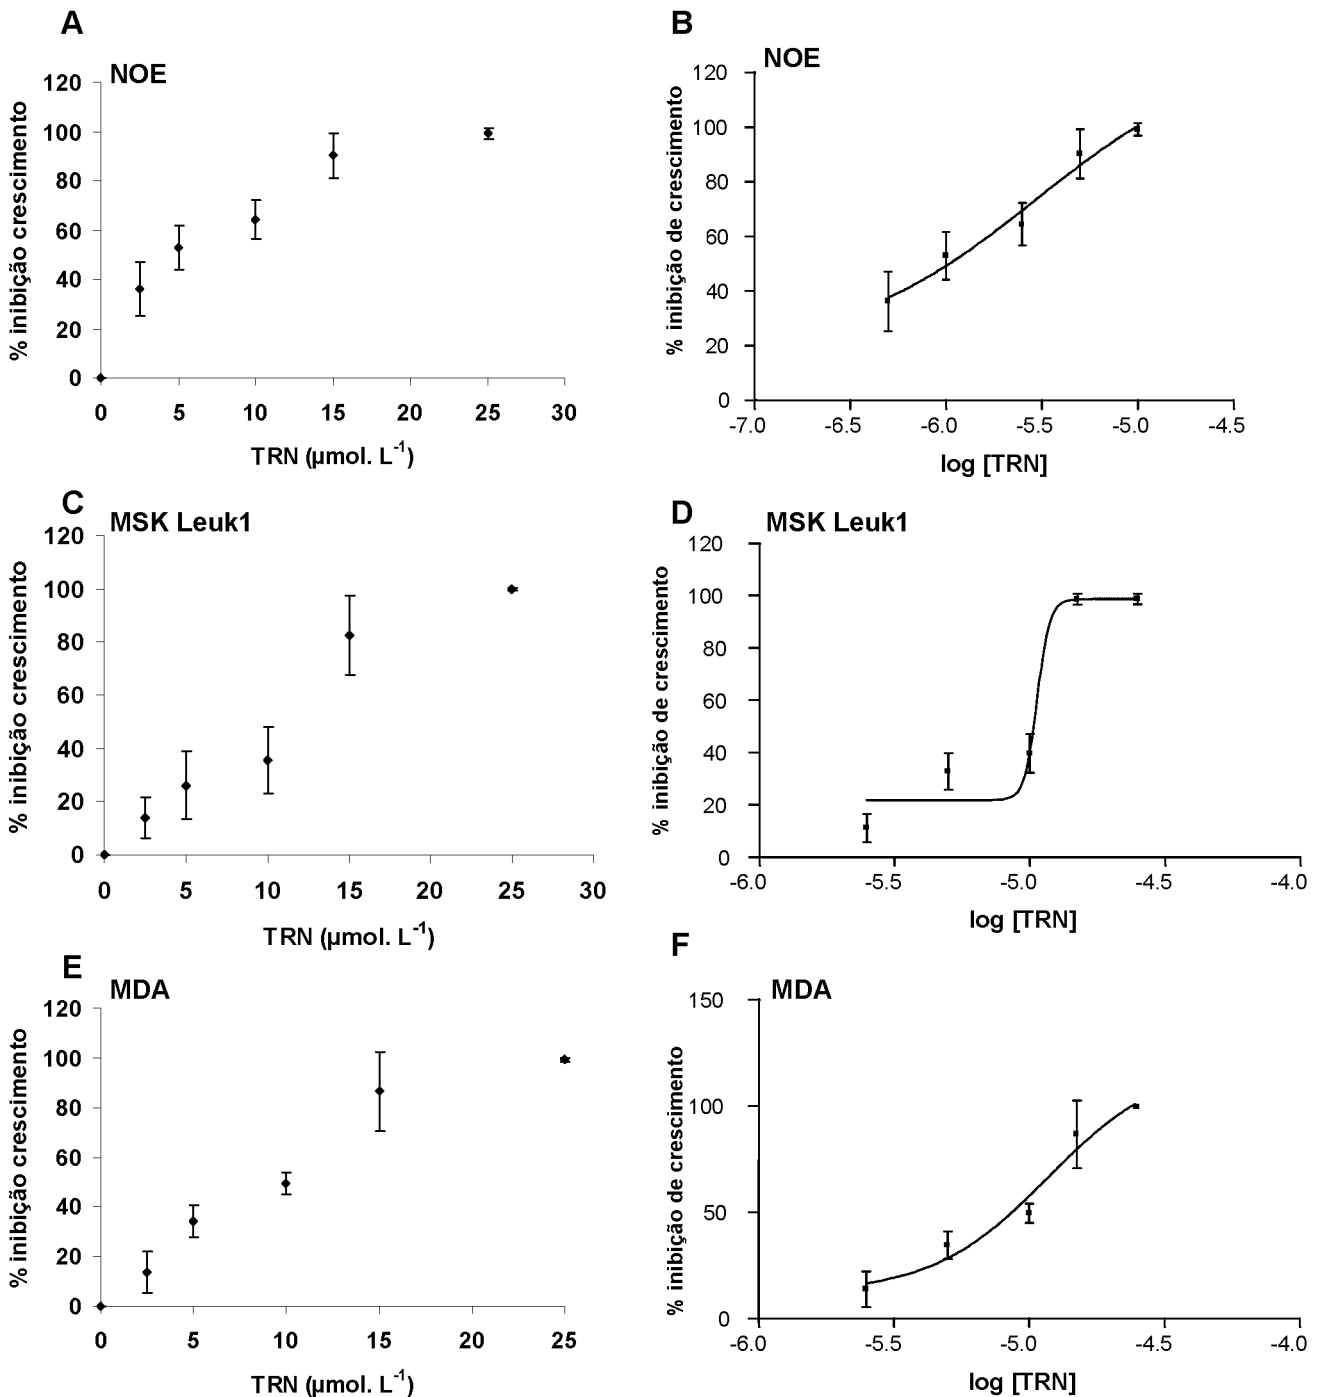 A
NOE
% inibição crescimento
120
100
80
60
40
20
0
0 5 10 15 20 25 30
TRN (µmol. L-1)
B
NOE
% inibição de crescimento
120
100
80
60
40
20
0
-7.0 -6.5 -6.0 -5.5 -5.0 -4.5
log [TRN]
C
MSK Leuk1
% inibição crescimento
120
100
80
60
40
20
0
0 5 10 15 20 25 30
TRN (µmol. L-1)
D
MSK Leuk1
% inibição de crescimento
120
100
80
60
40
20
0
-6.0 -5.5 -5.0 -4.5 -4.0
log [TRN]
E
MDA
% inibição crescimento
120
100
80
60
40
20
0
0 5 10 15 20 25
TRN (µmol. L-1)
F
MDA
% inibição de crescimento
150
100
50
0
-6.0 -5.5 -5.0 -4.5 -4.0
log [TRN]